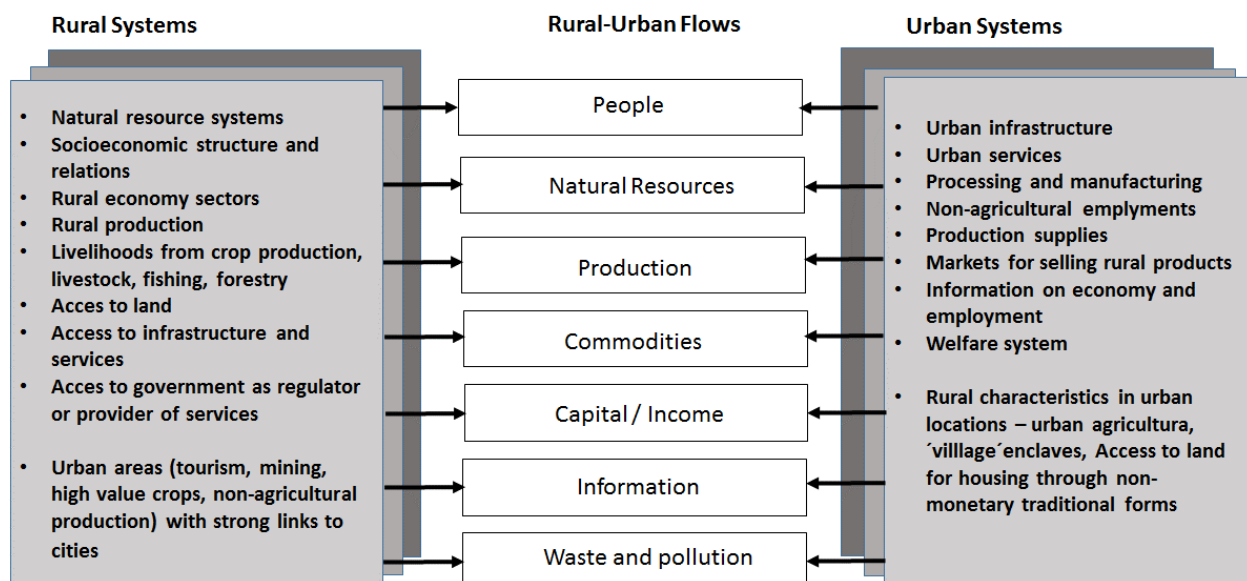 Rural Systems
Rural-Urban Flows
Urban Systems
• Natural resource systems
• Socioeconomic structure and
relations
• Rural economy sectors
• Rural production
• Livelihoods from crop production,
livestock, fishing, forestry
• Acces to land
• Access to infrastructure and
services
• Acces to government as regulator
or provider of services
• Urban areas (tourism, mining,
high value crops, non-agricultural
production) with strong links to
cities
People
Natural Resources
Production
Commodities
Capital / Income
Information
Waste and pollution
• Urban infrastructure
• Urban services
• Processing and manufacturing
• Non-agricultural emplyments
• Production supplies
• Markets for selling rural products
• Information on economy and
employment
• Welfare system
• Rural characteristics in urban
locations – urban agricultura,
´villlage´enclaves, Access to land
for housing through non-
monetary traditional forms